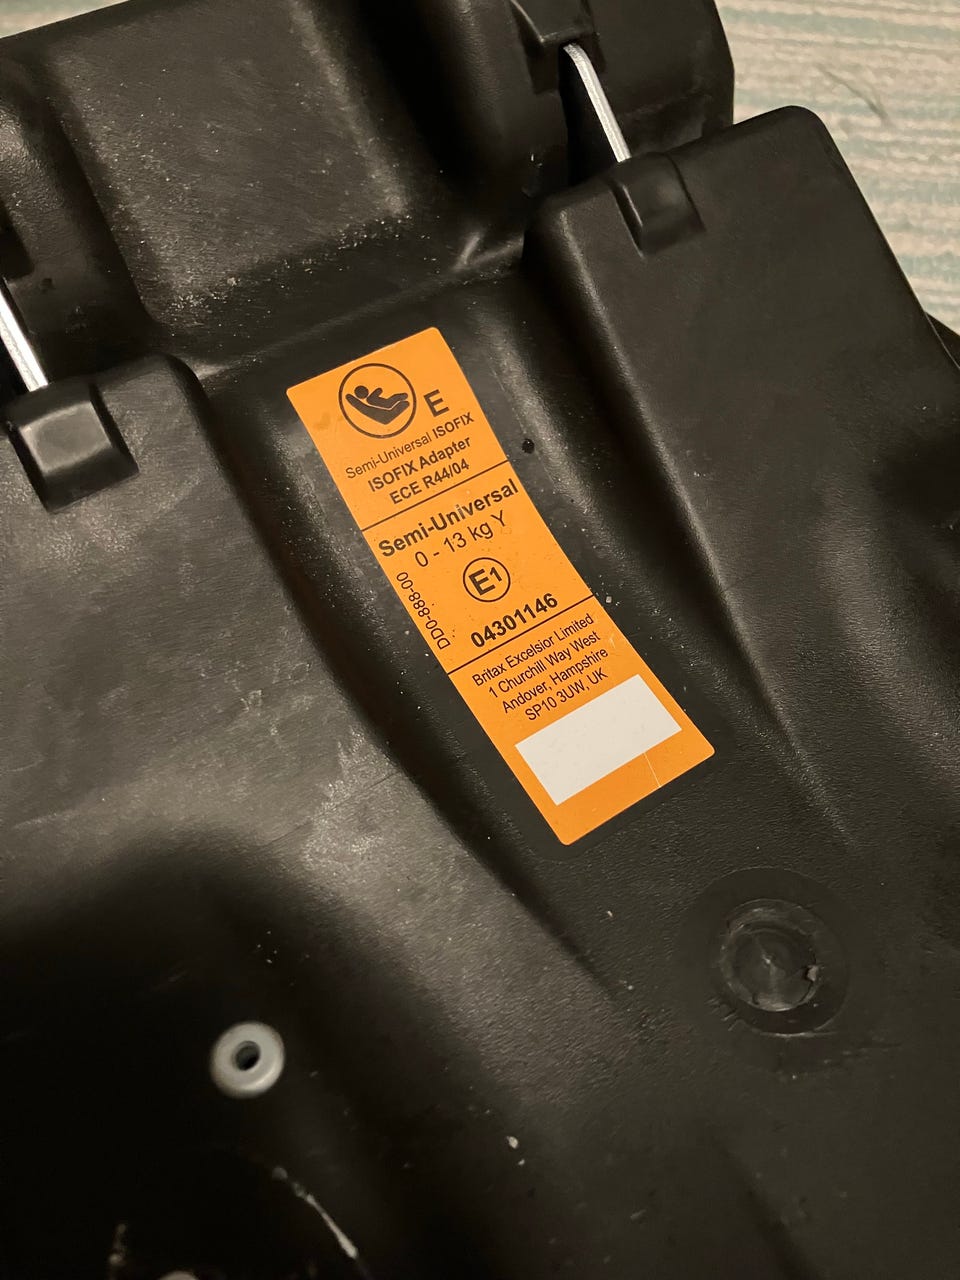 E
Semi-Universal ISOFIX
ISOFIX Adapter
ECE R44/04
Semi-Universal
0 - 13 kg Y
E1
DD0-888-00
04301146
Britax Excelsior Limited
1 Churchill Way West
Andover, Hampshire
SP10 3UW, UK